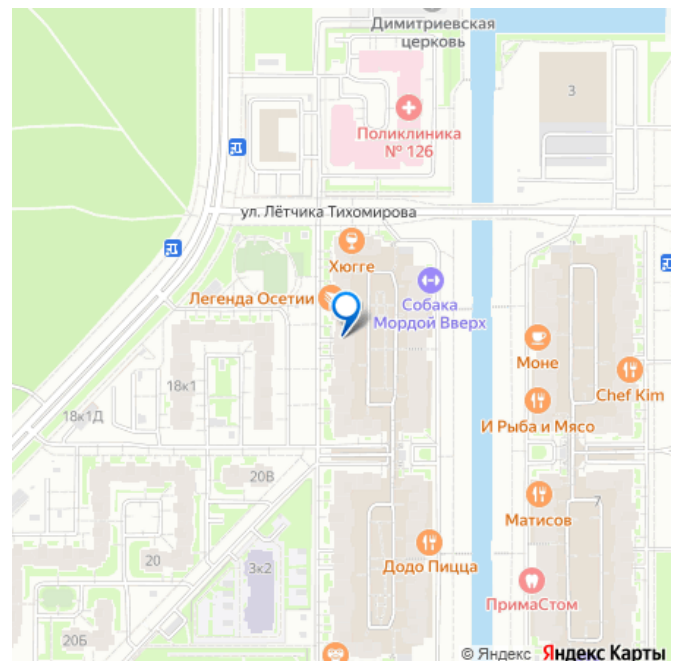 Димитриевская
церковь
3
Поликлиника
№ 126
ул. Лётчика Тихомирова
Хюгге
Легенда Осетии
Собака
Мордой Вверх
Моне
18к1
Chef Kim
18к1Д
И Рыба и Мясо
20В
7
Матисов
20
3к2
Додо Пицца
ПримаСтом
20Б
© Яндекс Яндекс Карты